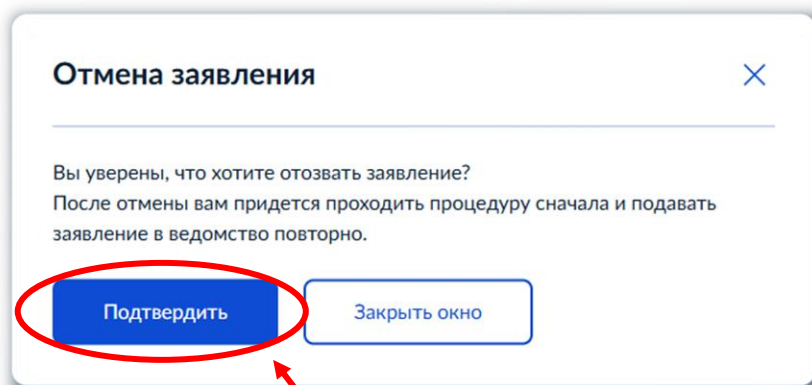 Отмена заявления
Вы уверены, что хотите отозвать заявление?
После отмены вам придется проходить процедуру сначала и подавать
заявление в ведомство повторно.
Подтвердить
Закрыть окно